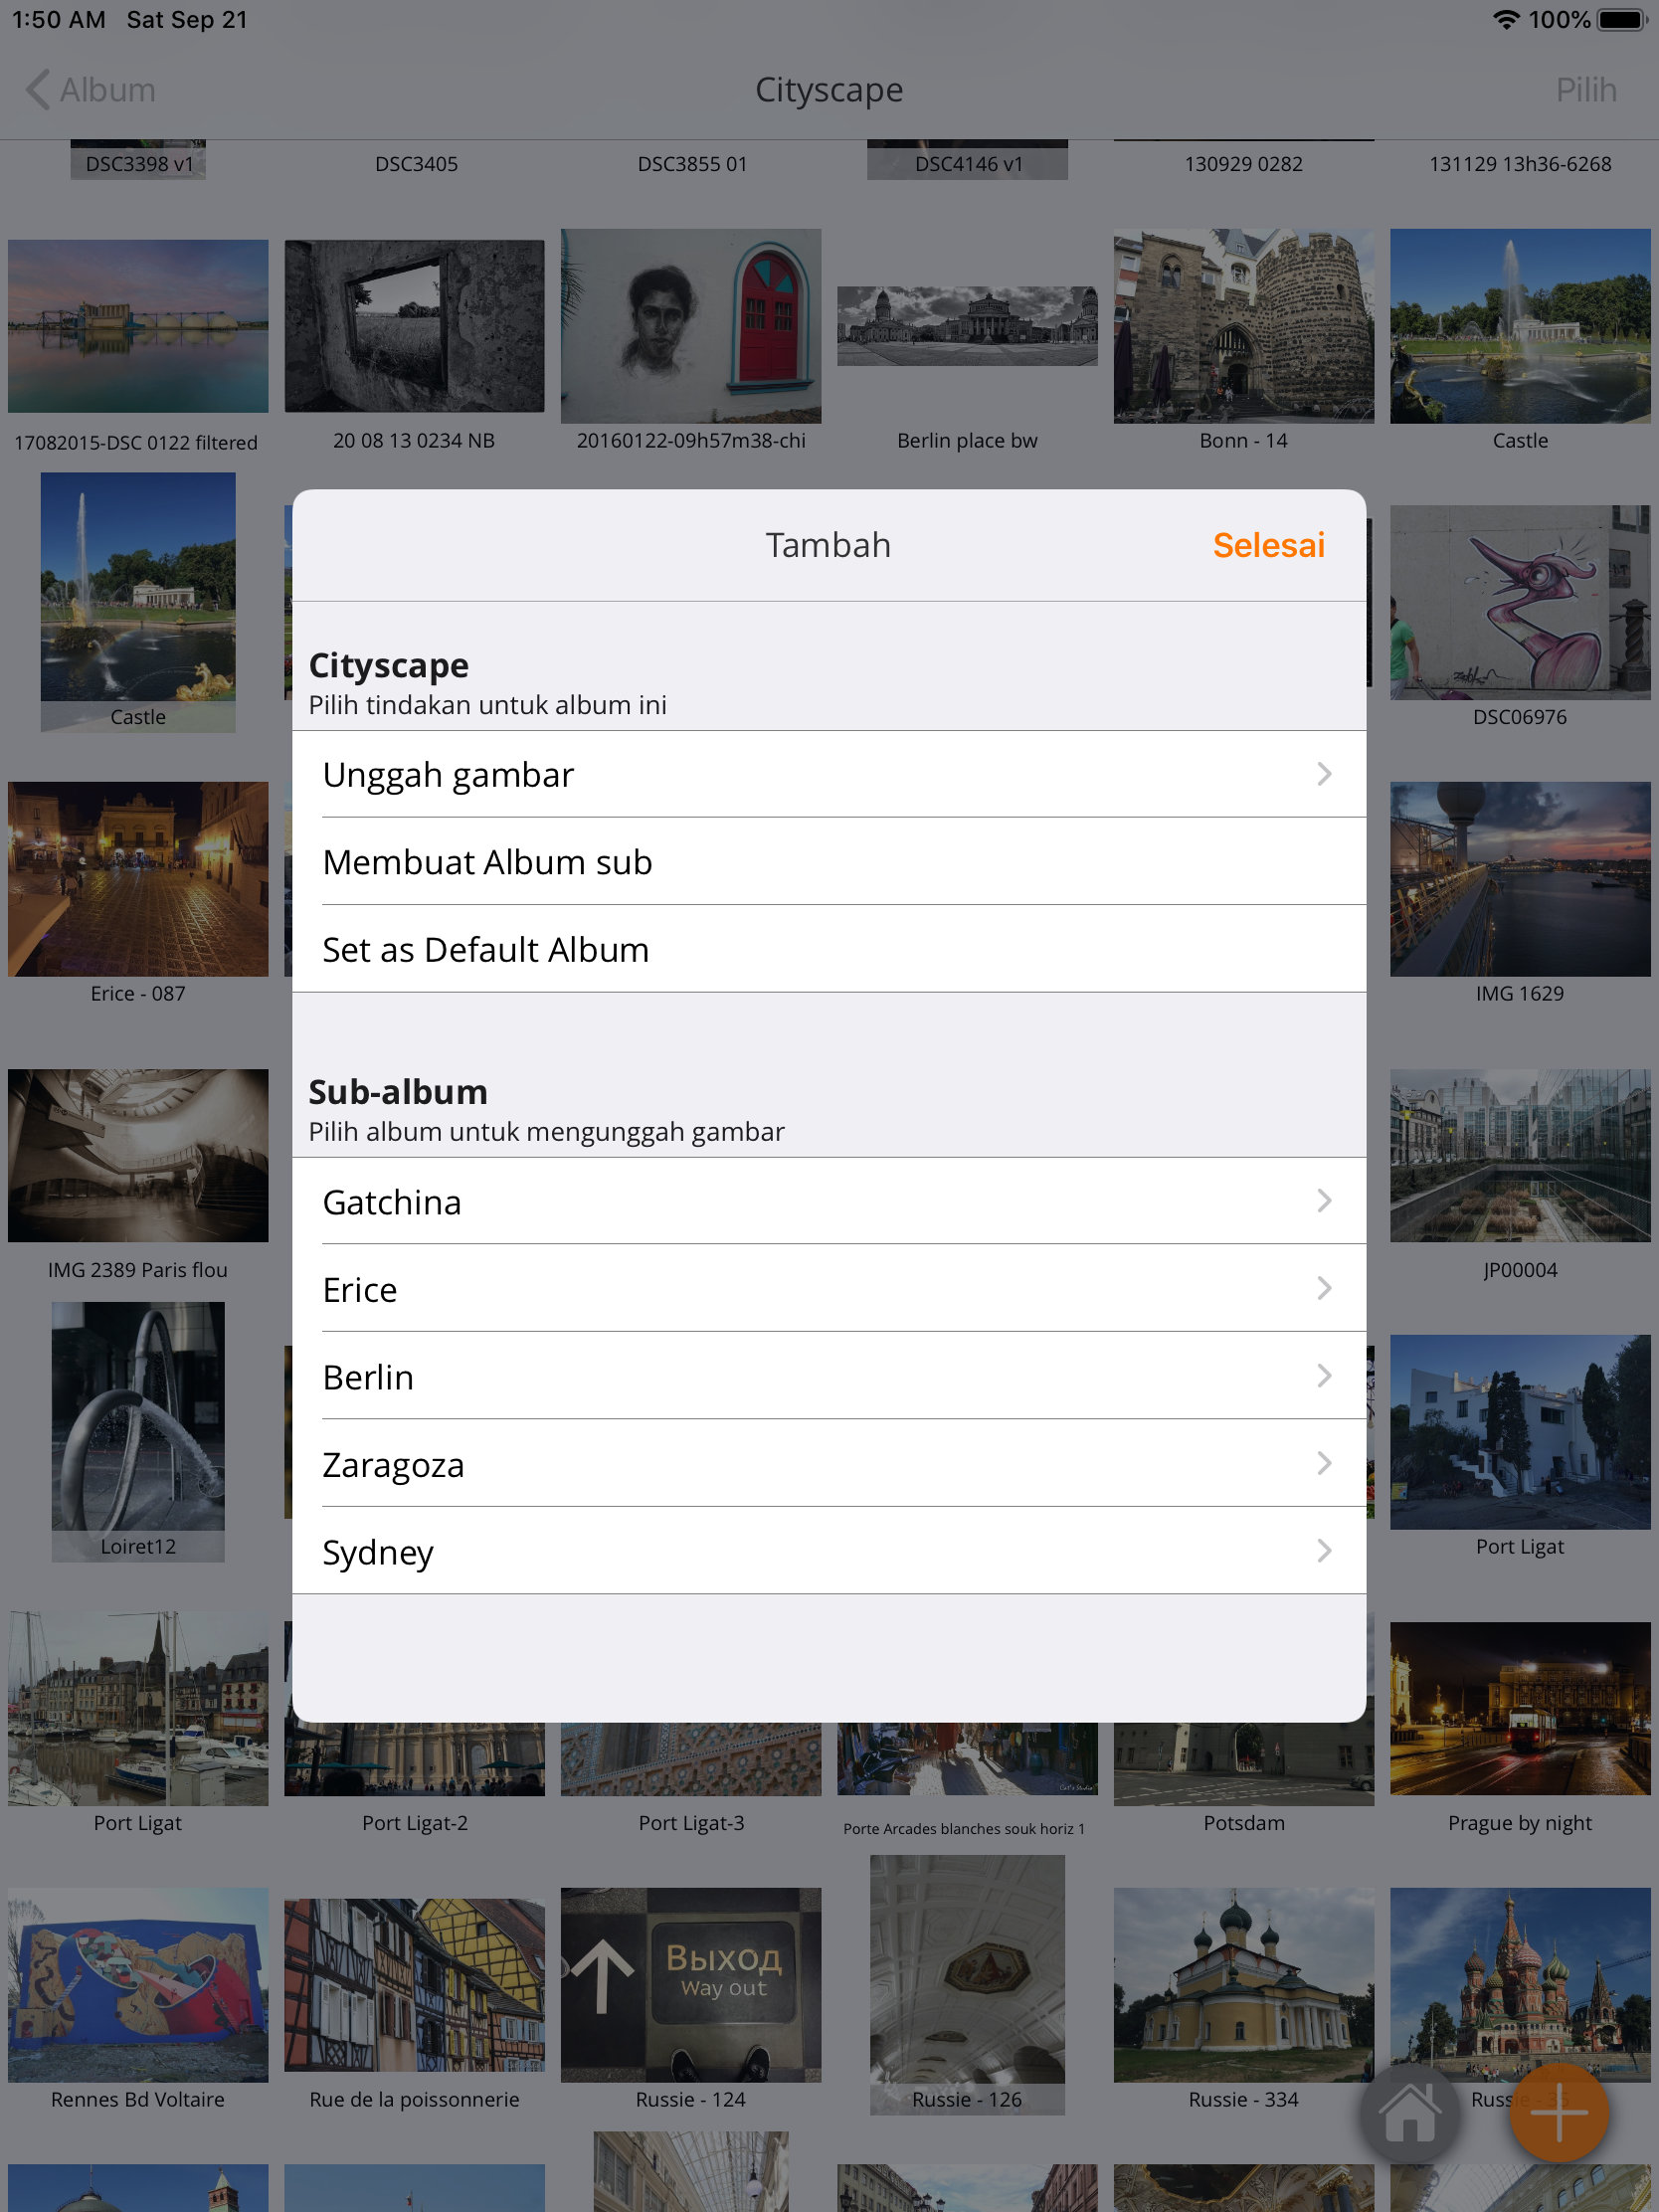 1:50 AM Sat Sep 21 100%
Album Cityscape Pilih
DSC3398 v1 DSC3405 DSC3855 01 DSC4146 v1 130929 0282 131129 13h36-6268
17082015-DSC 0122 filtered 20 08 13 0234 NB 20160122-09h57m38-chi Berlin place bw Bonn - 14 Castle
Tambah Selesai
Cityscape
Pilih tindakan untuk album ini
Castle DSC06976
Unggah gambar
Membuat Album sub
Set as Default Album
Erice - 087 IMG 1629
Sub-album
Pilih album untuk mengunggah gambar
Gatchina
IMG 2389 Paris flou JP00004
Erice
Berlin
Zaragoza
Sydney
Loiret12 Port Ligat
Port Ligat Port Ligat-2 Port Ligat-3 Porte Arcades blanches souk horiz 1 Potsdam Prague by night
Выход
Way out
Rennes Bd Voltaire Rue de la poissonnerie Russie - 124 Russie - 126 Russie - 334